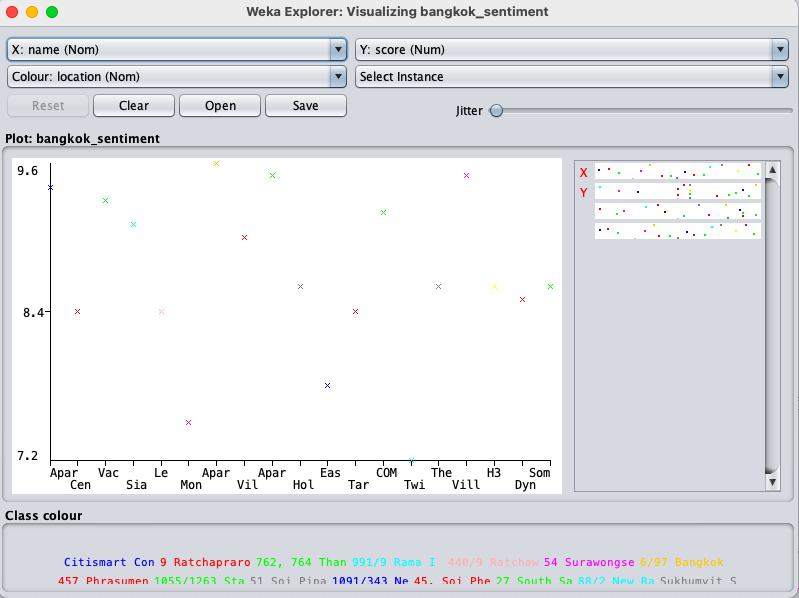 Weka Explorer: Visualizing bangkok_sentiment
X: name (Nom) Y: score (Num)
Colour: location (Nom) Select Instance
Reset Clear Open Save Jitter
Plot: bangkok_sentiment
9.6
8.4
7.2
X
Y
Apar Vac Le Apar Apar Eas COM The H3 Som
Cen Sia Mon Vil Hol Tar Twi Vill Dyn
Class colour
Citismart Con 9 Ratchapraro 762, 764 Than 991/9 Rama I 440/9 Ratchaw 54 Surawongse 6/97 Bangkok
457 Phrasumen 1055/1263 Sta 51 Soi Pipa 1091/343 Ne 45, Soi Phe 27 South Sa 88/2 New Ra Sukhumvit S